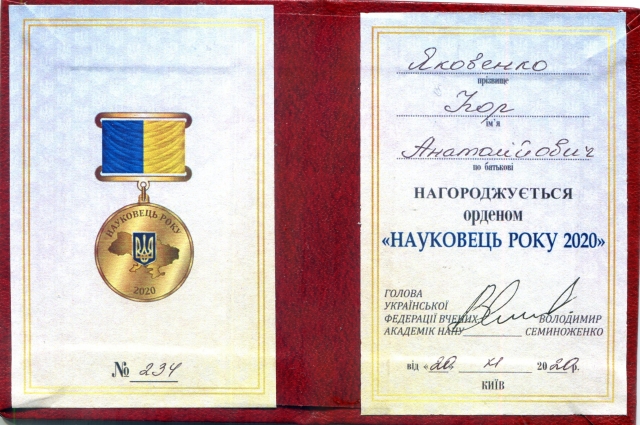 НАУКОВЕЦЬ РОКУ
2020
№ 234
Яковенко
прізвище
Ігор
ім'я
Анатолійович
по батькові
НАГОРОДЖУЄТЬСЯ
орденом
«НАУКОВЕЦЬ РОКУ 2020»
ГОЛОВА
УКРАЇНСЬКОЇ
ФЕДЕРАЦІЇ ВЧЕНИХ, ВОЛОДИМИР
АКАДЕМІК НАНУ СЕМИНОЖЕНКО
від «20 XI 2020р.
КИЇВ